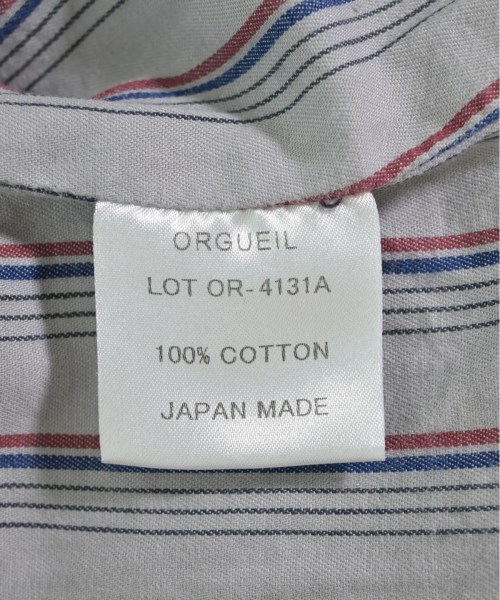 ORGUEIL
LOT OR-4131A
100% COTTON
JAPAN MADE